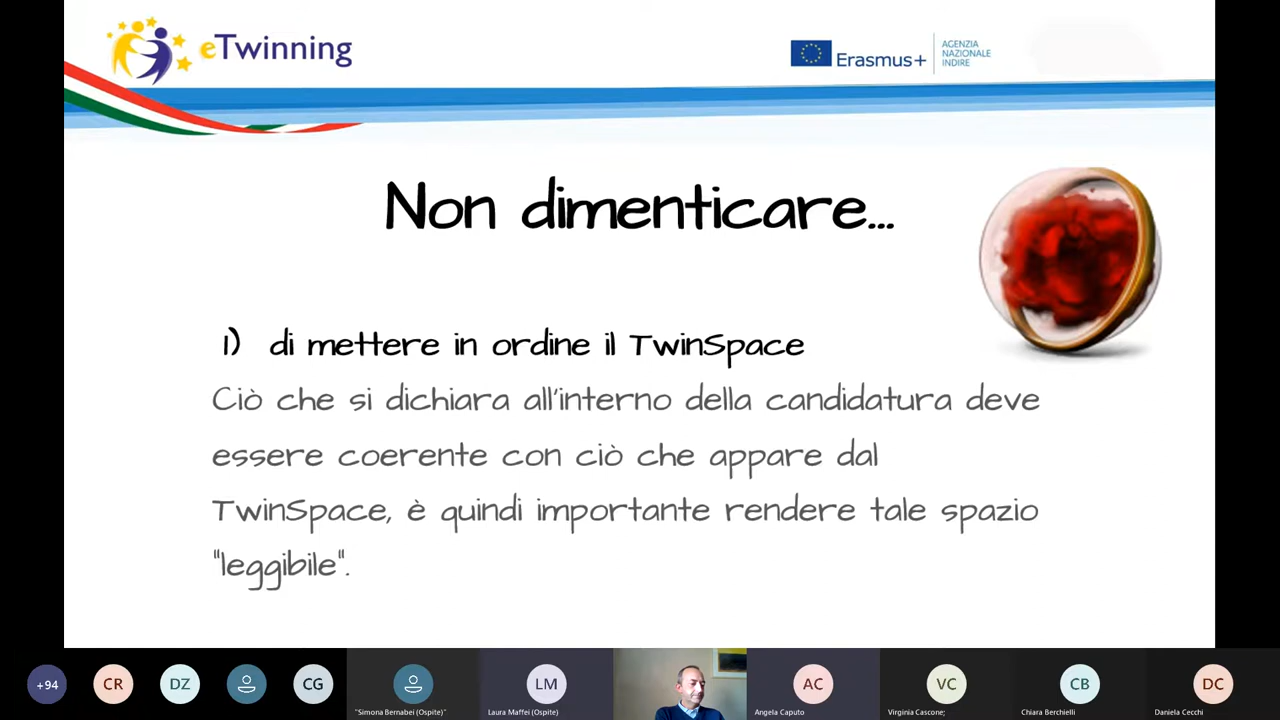 eTwinning
Erasmus+
AGENZIA
NAZIONALE
INDIRE
Non dimenticare...
1) di mettere in ordine il TwinSpace
Ciò che si dichiara all'interno della candidatura deve
essere coerente con ciò che appare dal
TwinSpace, è quindi importante rendere tale spazio
"leggibile".
+94
CR
DZ
CG
"Simona Bernabei (Ospite)"
LM
Laura Maffei (Ospite)
AC
Angela Caputo
VC
Virginia Cascone;
CB
Chiara Berchielli
DC
Daniela Cecchi